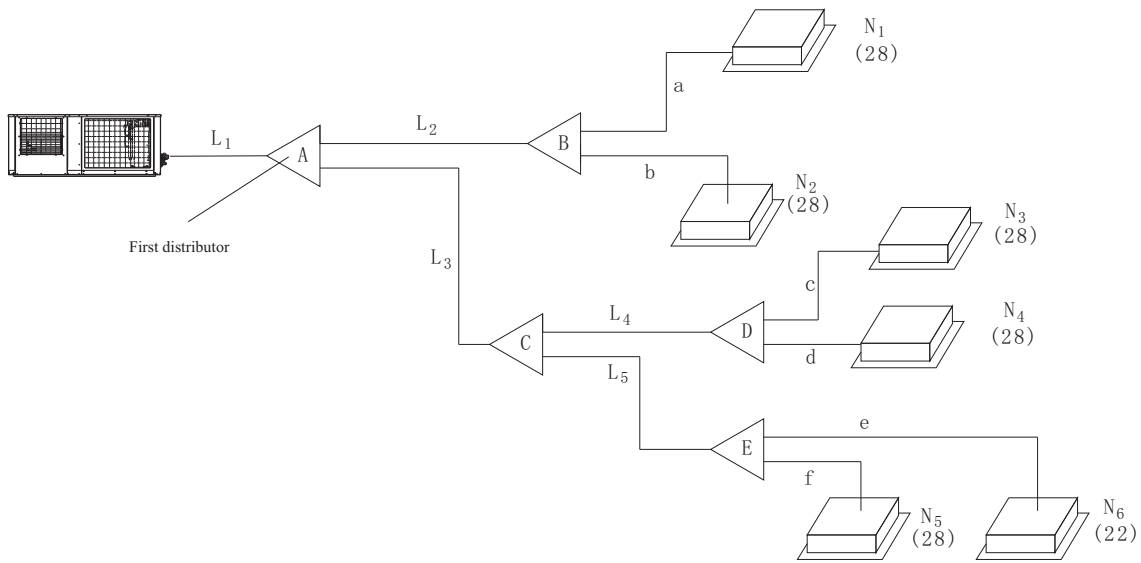 N₁
(28)
a
L₁
A
L₂
B
b
N₂
(28)
First distributor
L₃
N₃
(28)
c
L₄
D
N₄
(28)
d
C
L₅
E
e
f
N₅
(28)
N₆
(22)